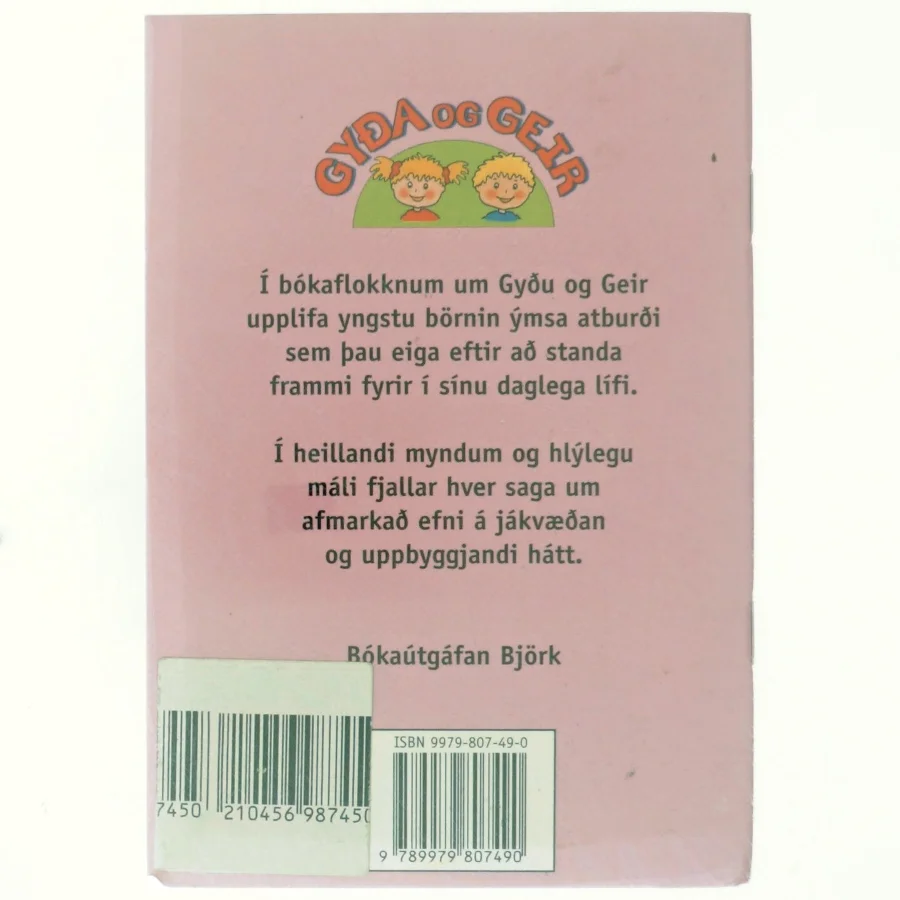 GYÐA OG GEIR
Í bókaflokknum um Gyðu og Geir
upplifa yngstu börnin ýmsa atburði
sem þau eiga eftir að standa
frammi fyrir í sínu daglega lífi.
Í heillandi myndum og hlýlegu
máli fjallar hver saga um
afmarkað efni á jákvæðan
og uppbyggjandi hátt.
Bókaútgáfan Björk
7450 210456 987450
ISBN 9979-807-49-0
9 789979 807490